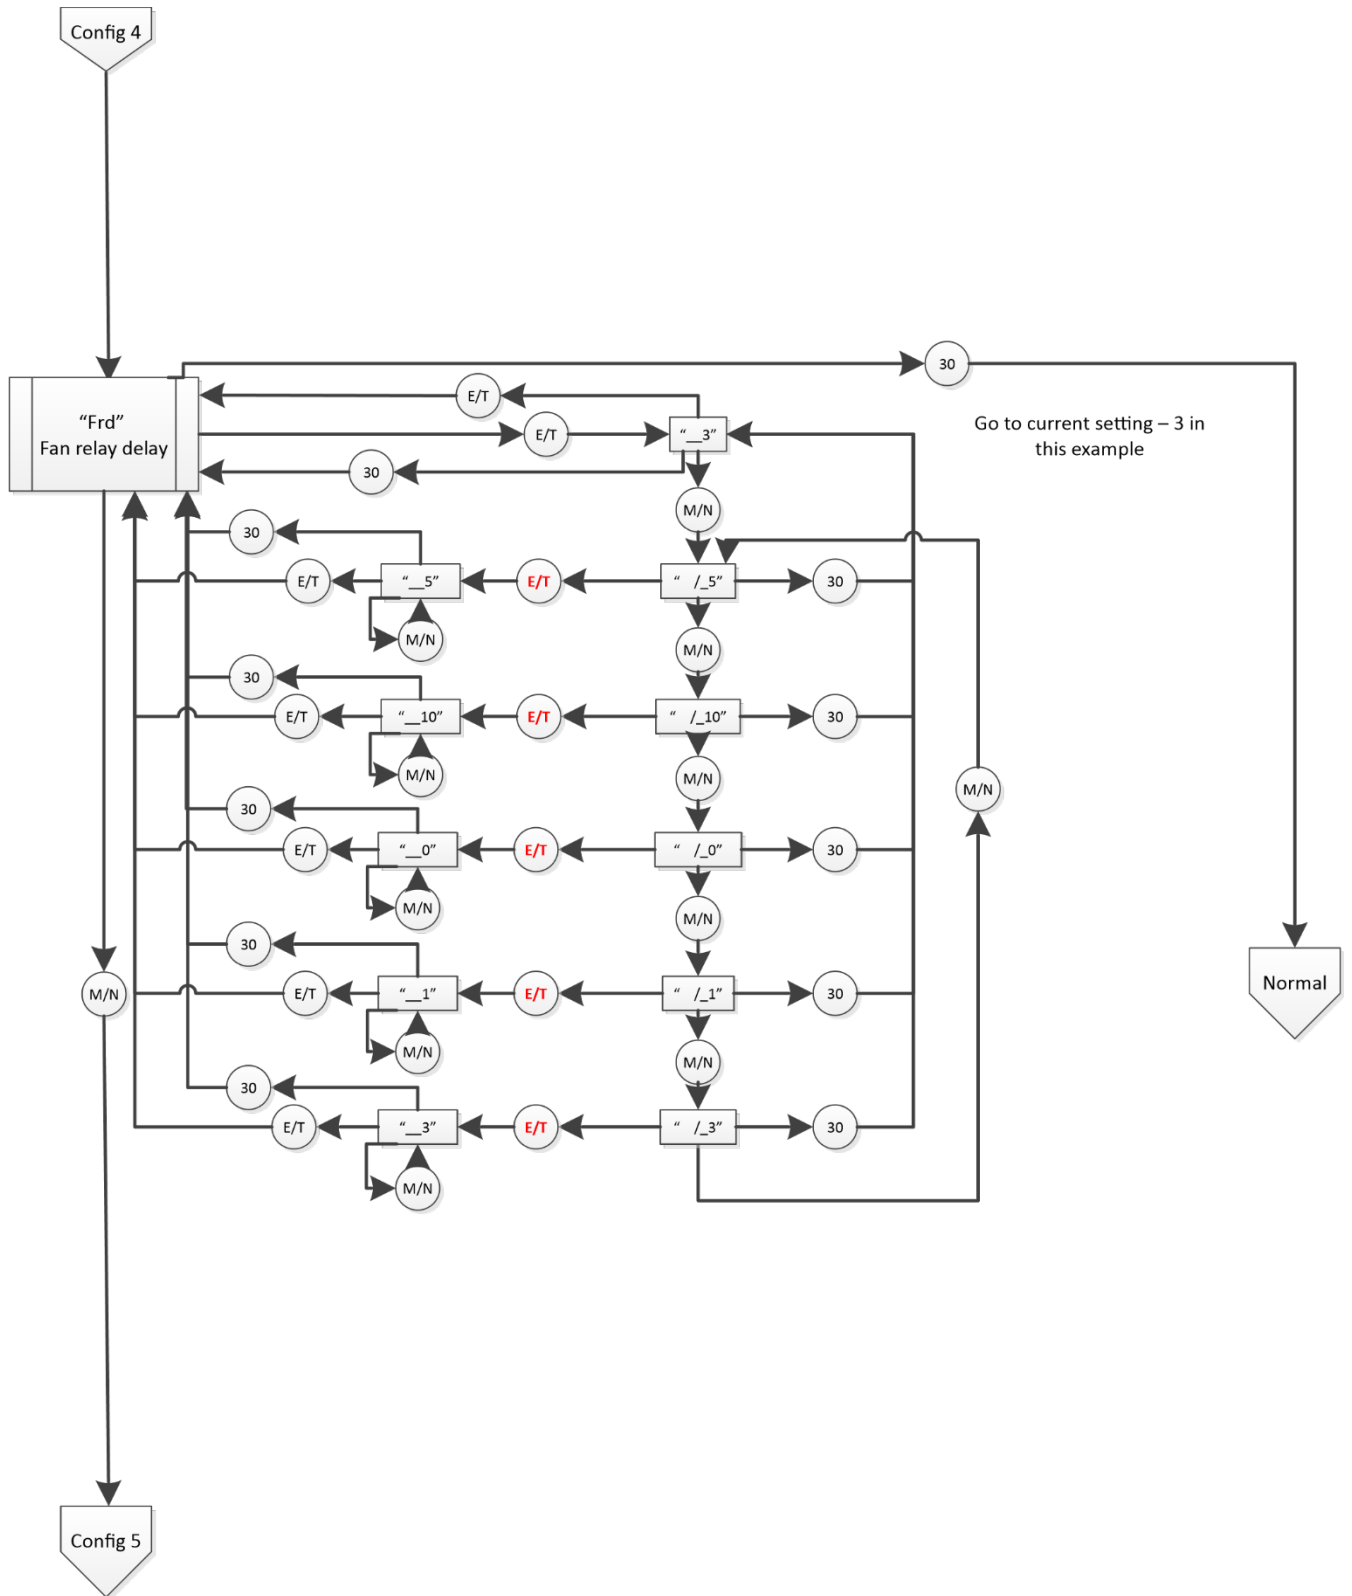 Config 4
30
"Frd"
Fan relay delay
E/T
E/T
"__3"
Go to current setting – 3 in
this example
30
M/N
30
E/T
"__5"
E/T
"  /_5"
30
M/N
M/N
30
E/T
"__10"
E/T
"  /_10"
30
M/N
M/N
M/N
30
E/T
"__0"
E/T
"  /_0"
30
M/N
M/N
30
M/N
E/T
"__1"
E/T
"  /_1"
30
Normal
M/N
M/N
30
E/T
"__3"
E/T
"  /_3"
30
M/N
Config 5